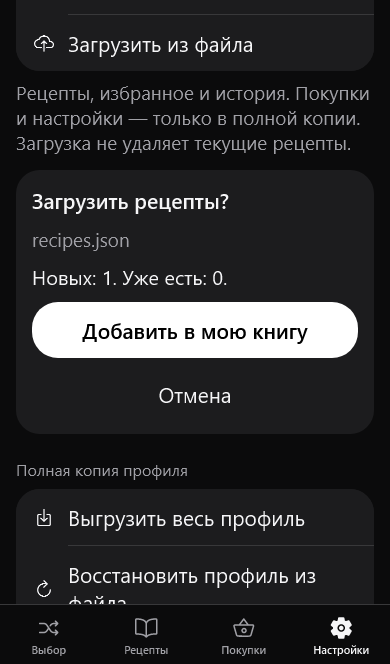 Загрузить из файла
Рецепты, избранное и история. Покупки
и настройки — только в полной копии.
Загрузка не удаляет текущие рецепты.
Загрузить рецепты?
recipes.json
Новых: 1. Уже есть: 0.
Добавить в мою книгу
Отмена
Полная копия профиля
Выгрузить весь профиль
Восстановить профиль из
файла
Выбор
Рецепты
Покупки
Настройки